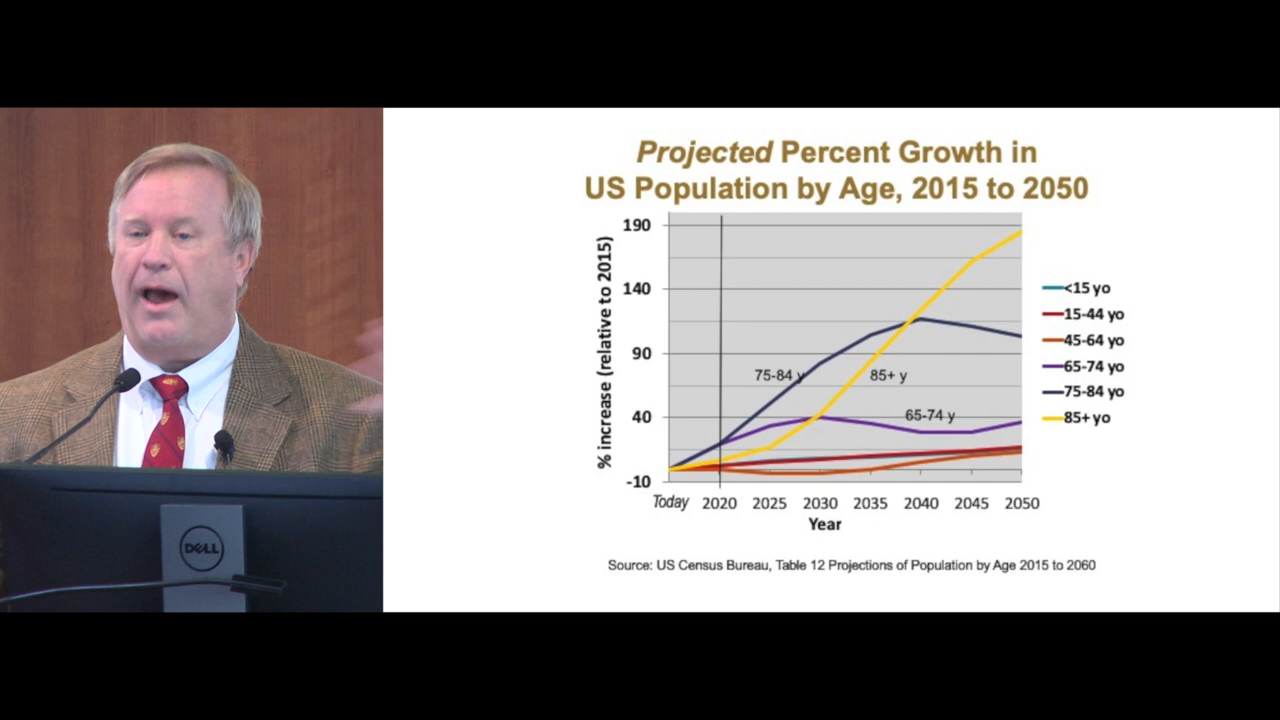 Projected Percent Growth in
US Population by Age, 2015 to 2050
% increase (relative to 2015)
190
140
90
40
-10
75-84 y
85+ y
65-74 y
Today 2020 2025 2030 2035 2040 2045 2050
Year
<15 yo
15-44 yo
45-64 yo
65-74 yo
75-84 yo
85+ yo
Source: US Census Bureau, Table 12 Projections of Population by Age 2015 to 2060
DELL